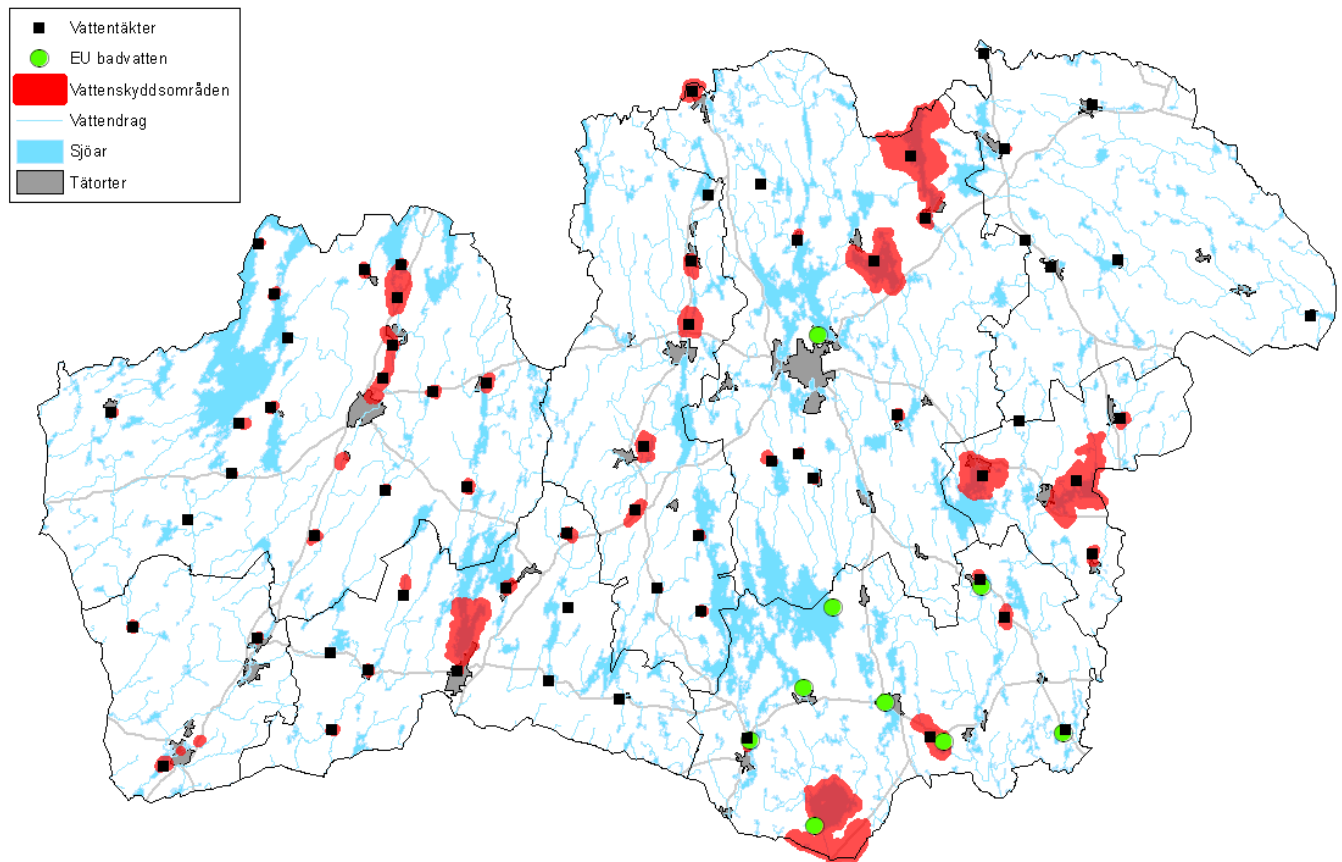 Vattentäkter
EU badvatten
Vattenskyddsområden
Vattendrag
Sjöar
Tätorter